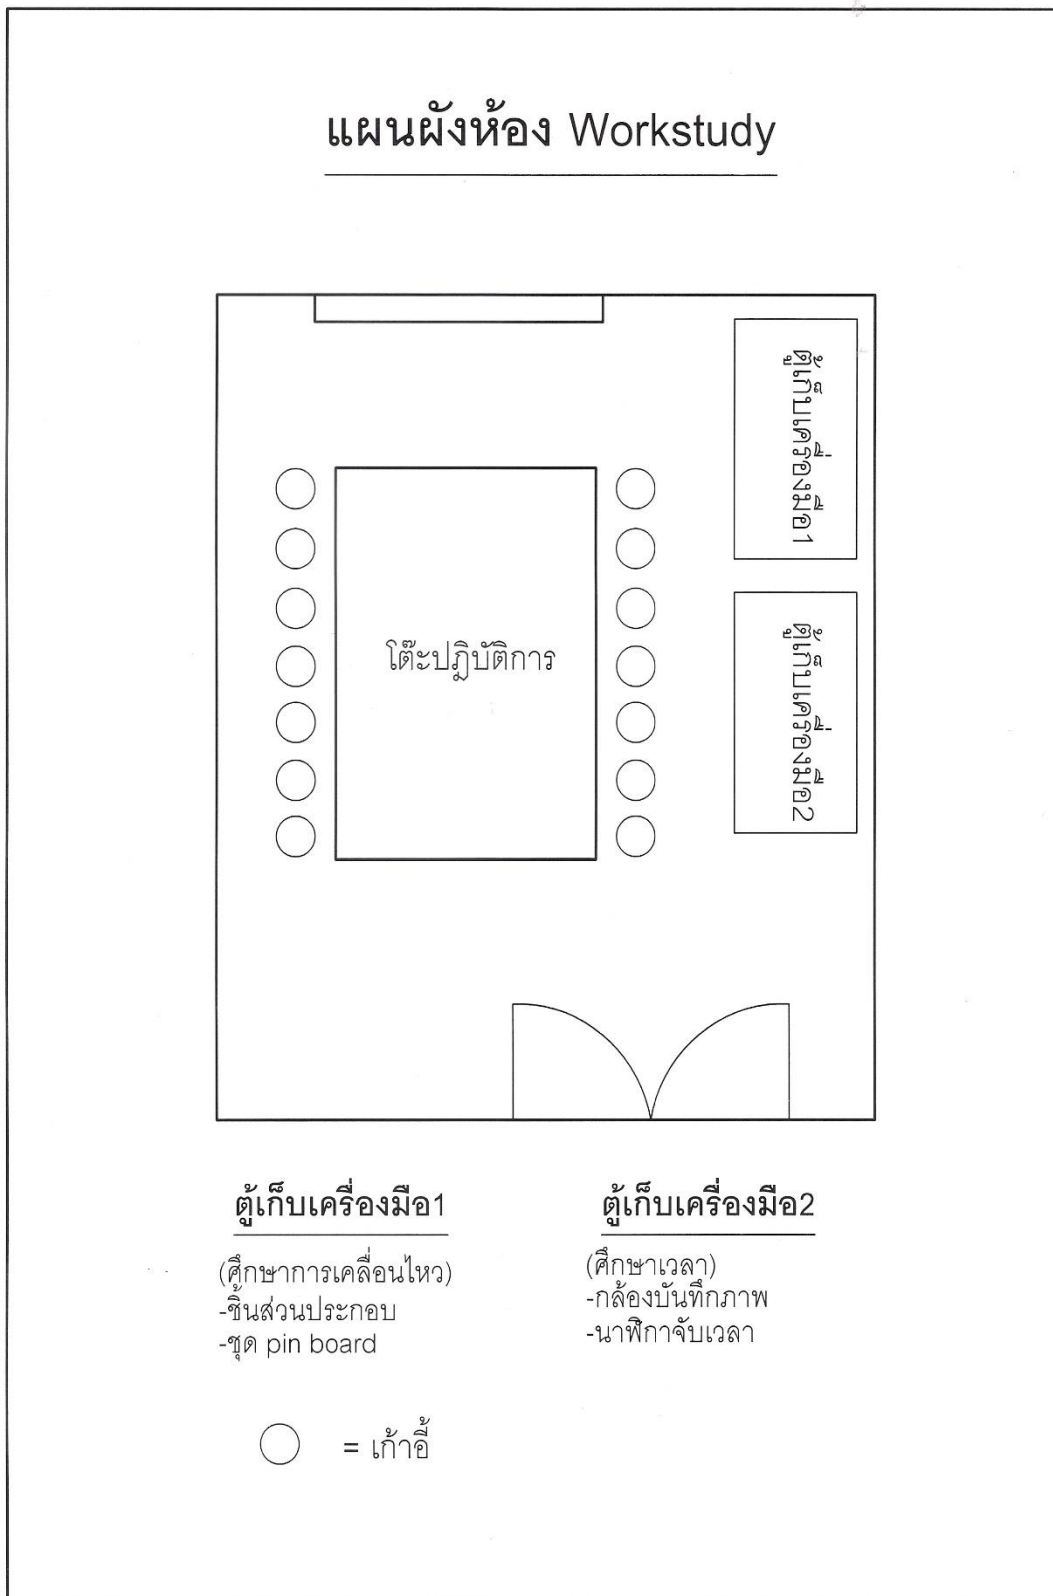 แผนผังห้อง Workstudy
ตู้เก็บเครื่องมือ1
โต๊ะปฎิบัติการ
ตู้เก็บเครื่องมือ2
ตู้เก็บเครื่องมือ1
(ศึกษาการเคลื่อนไหว)
-ชิ้นส่วนประกอบ
-ชุด pin board
ตู้เก็บเครื่องมือ2
(ศึกษาเวลา)
-กล้องบันทึกภาพ
-นาฬิกาจับเวลา
= เก้าอี้